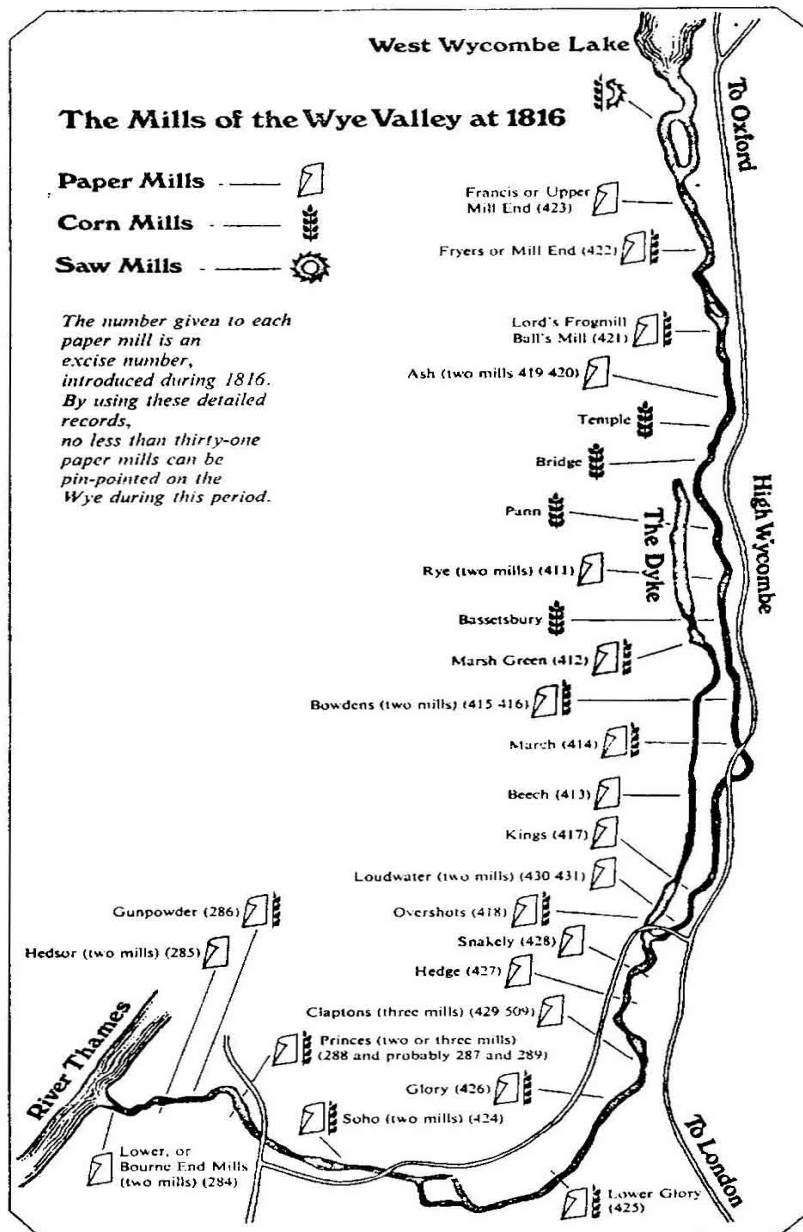 West Wycombe Lake
The Mills of the Wye Valley at 1816
Paper Mills
Corn Mills
Saw Mills
The number given to each
paper mill is an
excise number,
introduced during 1816.
By using these detailed
records,
no less than thirty-one
paper mills can be
pin-pointed on the
Wye during this period.
To Oxford
Francis or Upper
Mill End (423)
Fryers or Mill End (422)
Lord's Frogmill
Ball's Mill (421)
Ash (two mills 419 420)
Temple
Bridge
Pann
The Dyke
High Wycombe
Rye (two mills) (411)
Bassetsbury
Marsh Green (412)
Bowdens (two mills) (415 416)
March (414)
Beech (413)
Kings (417)
Loudwater (two mills) (430 431)
Gunpowder (286)
Overshots (418)
Snakely (428)
Hedsor (two mills) (285)
Hedge (427)
Claptons (three mills) (429 509)
Princes (two or three mills)
(288 and probably 287 and 289)
River Thames
Glory (426)
Soho (two mills) (424)
To London
Lower, or
Bourne End Mills
(two mills) (284)
Lower Glory
(425)